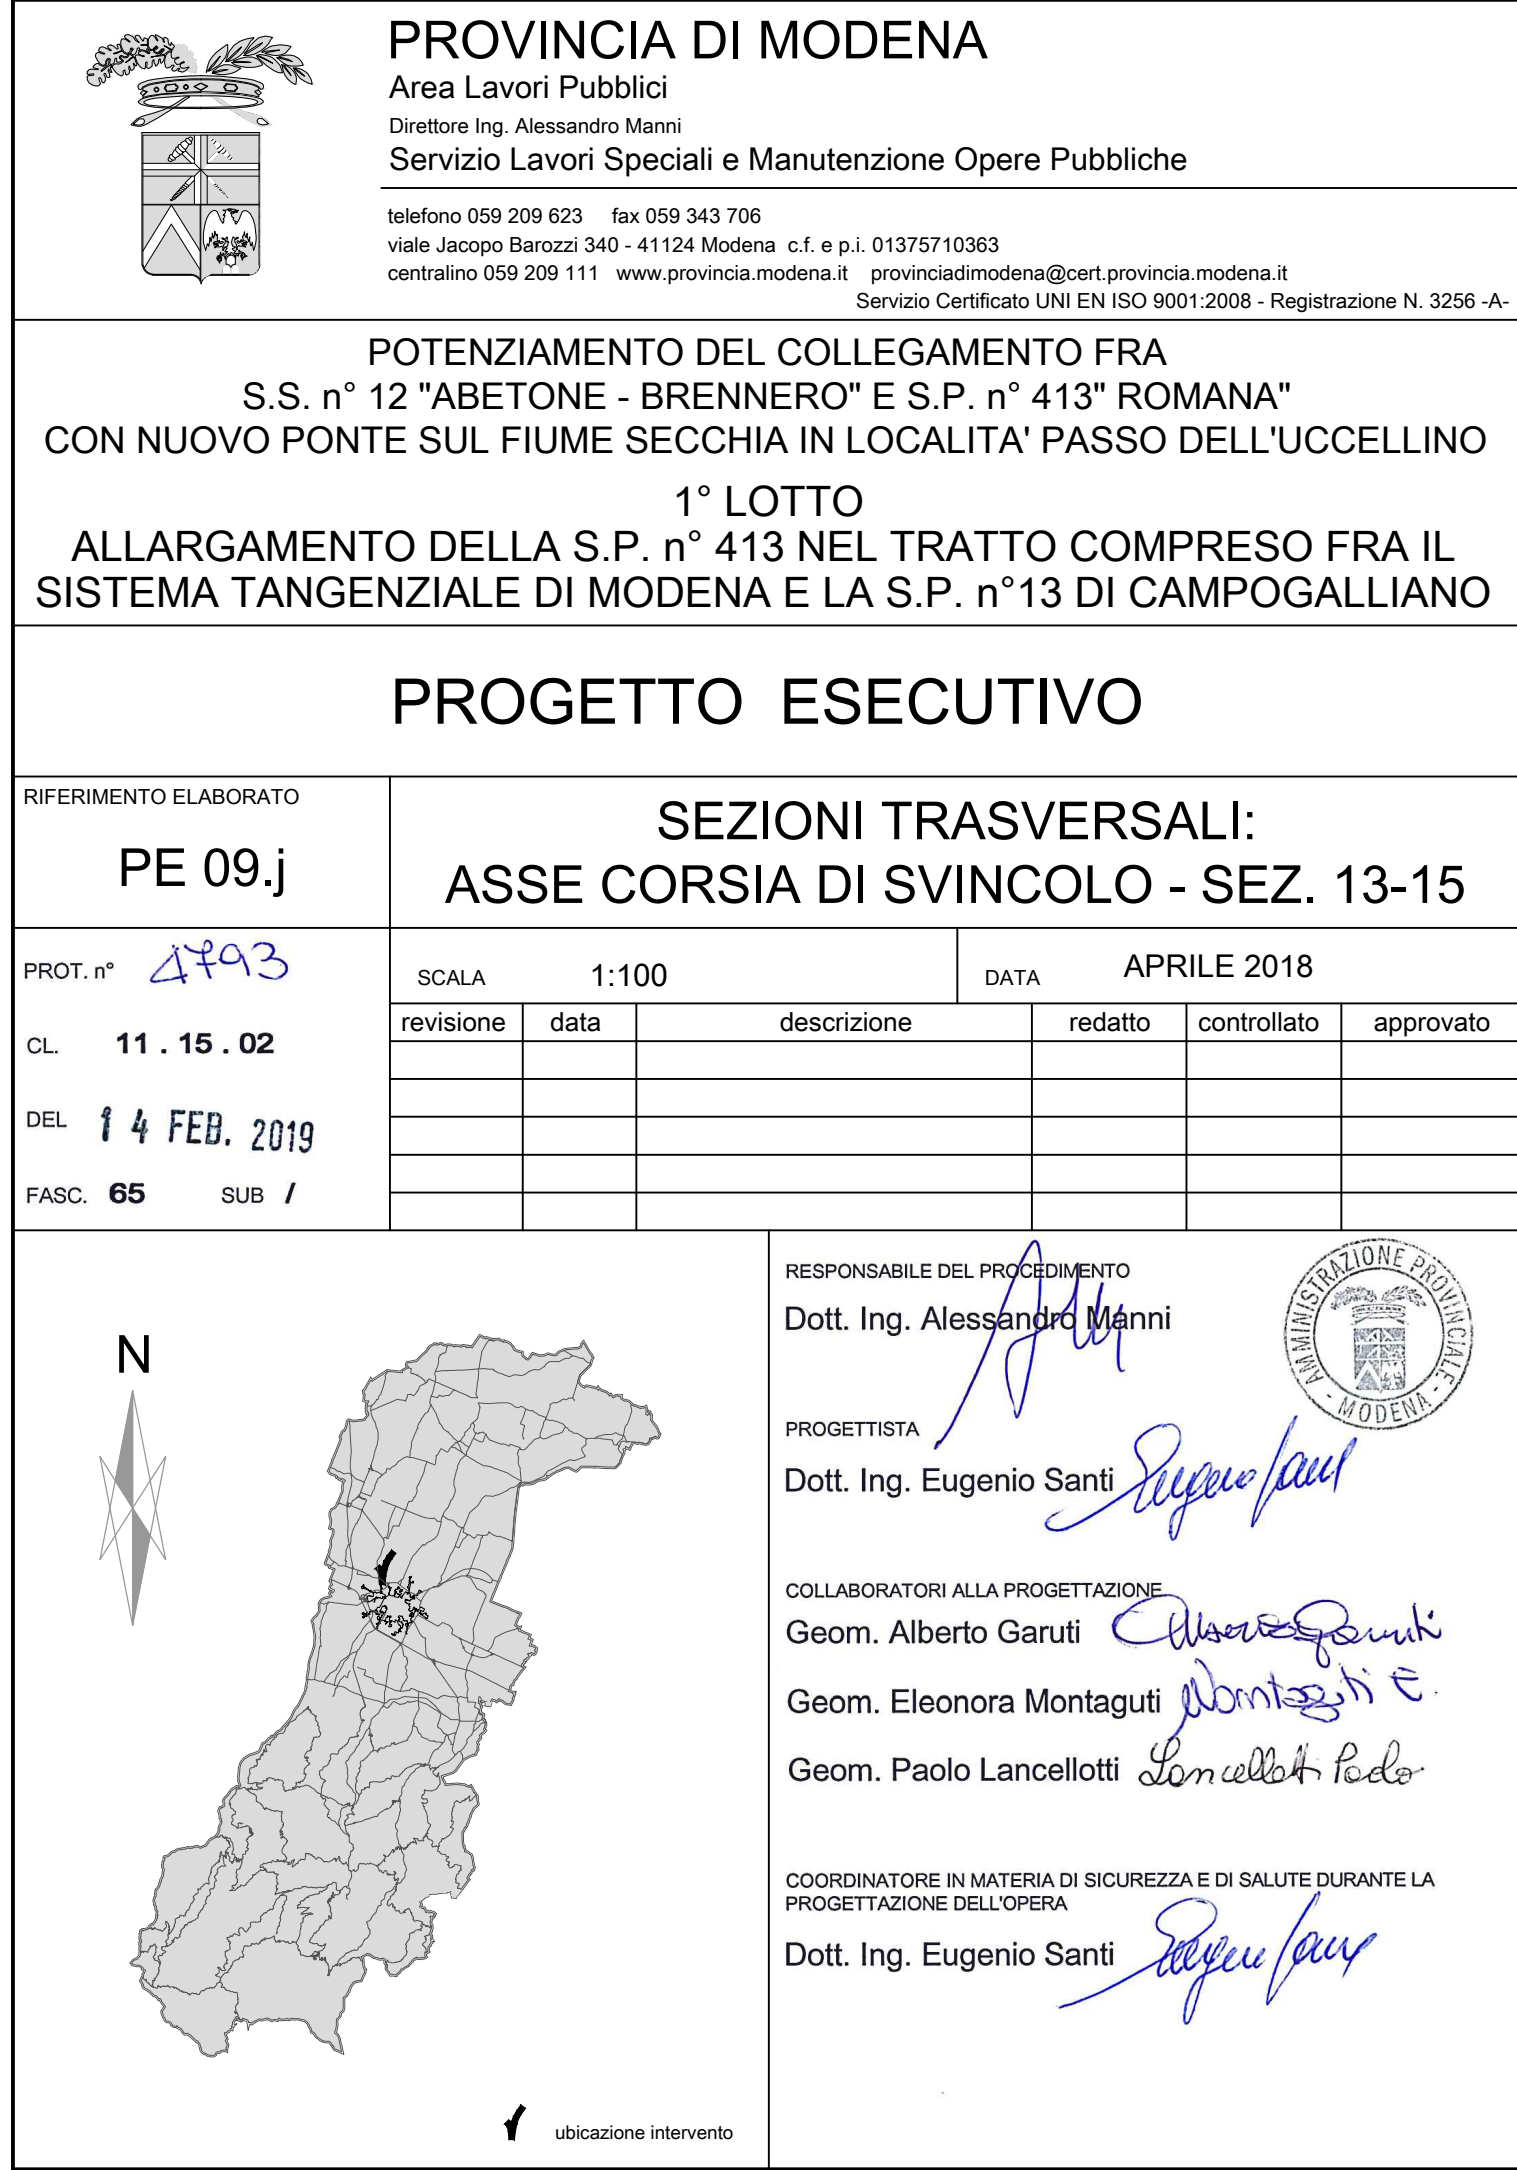 PROVINCIA DI MODENA
Area Lavori Pubblici
Direttore Ing. Alessandro Manni
Servizio Lavori Speciali e Manutenzione Opere Pubbliche
telefono 059 209 623 fax 059 343 706
viale Jacopo Barozzi 340 - 41124 Modena c.f. e p.i. 01375710363
centralino 059 209 111 www.provincia.modena.it provinciadimodena@cert.provincia.modena.it
Servizio Certificato UNI EN ISO 9001:2008 - Registrazione N. 3256 -A-
POTENZIAMENTO DEL COLLEGAMENTO FRA
S.S. n° 12 "ABETONE - BRENNERO" E S.P. n° 413" ROMANA"
CON NUOVO PONTE SUL FIUME SECCHIA IN LOCALITA' PASSO DELL'UCCELLINO
1° LOTTO
ALLARGAMENTO DELLA S.P. n° 413 NEL TRATTO COMPRESO FRA IL
SISTEMA TANGENZIALE DI MODENA E LA S.P. n°13 DI CAMPOGALLIANO
PROGETTO ESECUTIVO
RIFERIMENTO ELABORATO
PE 09.j
SEZIONI TRASVERSALI:
ASSE CORSIA DI SVINCOLO - SEZ. 13-15
PROT. n° 4793
CL. 11 . 15 . 02
DEL 14 FEB. 2019
FASC. 65 SUB /
SCALA 1:100
DATA APRILE 2018
revisione data descrizione redatto controllato approvato
N
ubicazione intervento
RESPONSABILE DEL PROCEDIMENTO
Dott. Ing. Alessandro Manni
AMMINISTRAZIONE PROVINCIALE - MODENA -
PROGETTISTA
Dott. Ing. Eugenio Santi
COLLABORATORI ALLA PROGETTAZIONE
Geom. Alberto Garuti Alberto Garuti
Geom. Eleonora Montaguti Montaguti E.
Geom. Paolo Lancellotti Lancellotti Paolo
COORDINATORE IN MATERIA DI SICUREZZA E DI SALUTE DURANTE LA
PROGETTAZIONE DELL'OPERA
Dott. Ing. Eugenio Santi